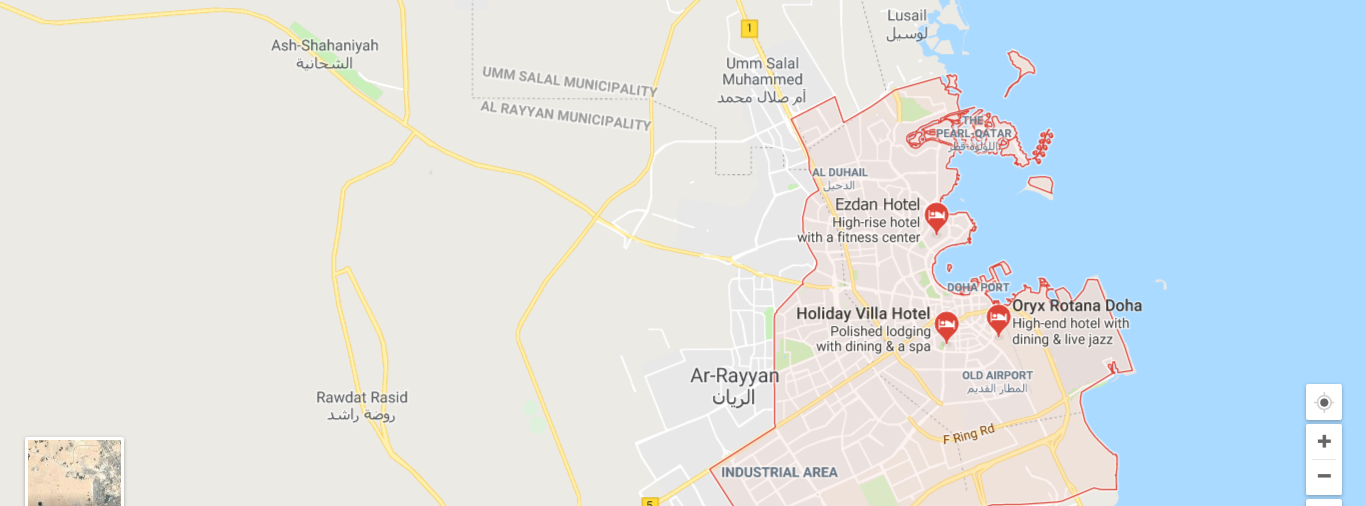 Lusail
لوسيل
1
Ash-Shahaniyah
الشحانية
Umm Salal
Muhammed
أم صلال محمد
UMM SALAL MUNICIPALITY
AL RAYYAN MUNICIPALITY
THE
PEARL-QATAR
اللؤلؤة-قطر
AL DUHAIL
الدحيل
Ezdan Hotel
High-rise hotel
with a fitness center
DOHA PORT
Holiday Villa Hotel
Polished lodging
with dining & a spa
Oryx Rotana Doha
High-end hotel with
dining & live jazz
Ar-Rayyan
الريان
OLD AIRPORT
المطار القديم
Rawdat Rasid
روضة راشد
F Ring Rd
INDUSTRIAL AREA
5